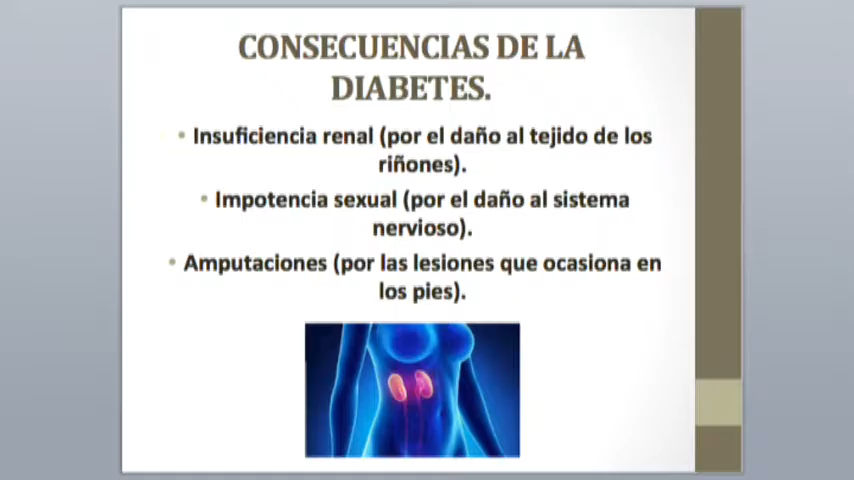 CONSECUENCIAS DE LA
DIABETES.
• Insuficiencia renal (por el daño al tejido de los
riñones).
• Impotencia sexual (por el daño al sistema
nervioso).
• Amputaciones (por las lesiones que ocasiona en
los pies).